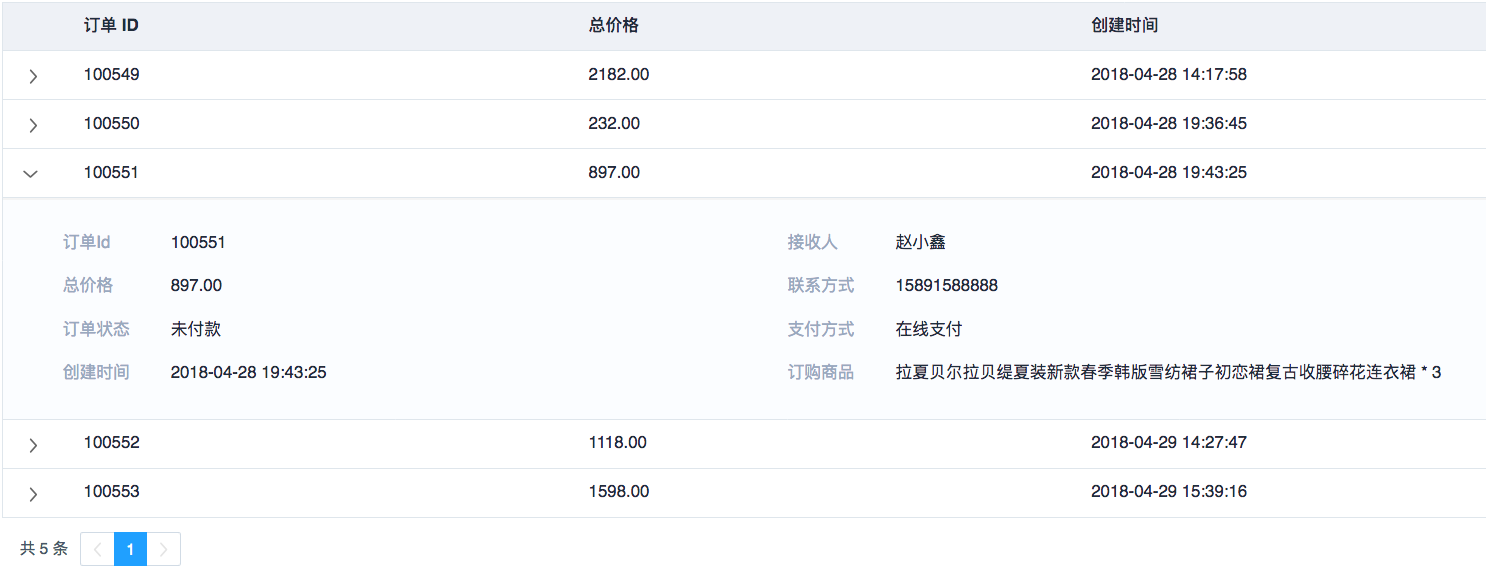 订单 ID 总价格 创建时间
100549 2182.00 2018-04-28 14:17:58
100550 232.00 2018-04-28 19:36:45
100551 897.00 2018-04-28 19:43:25
订单Id 100551 接收人 赵小鑫
总价格 897.00 联系方式 15891588888
订单状态 未付款 支付方式 在线支付
创建时间 2018-04-28 19:43:25 订购商品 拉夏贝尔拉贝缇夏装新款春季韩版雪纺裙子初恋裙复古收腰碎花连衣裙 * 3
100552 1118.00 2018-04-29 14:27:47
100553 1598.00 2018-04-29 15:39:16
共 5 条 1